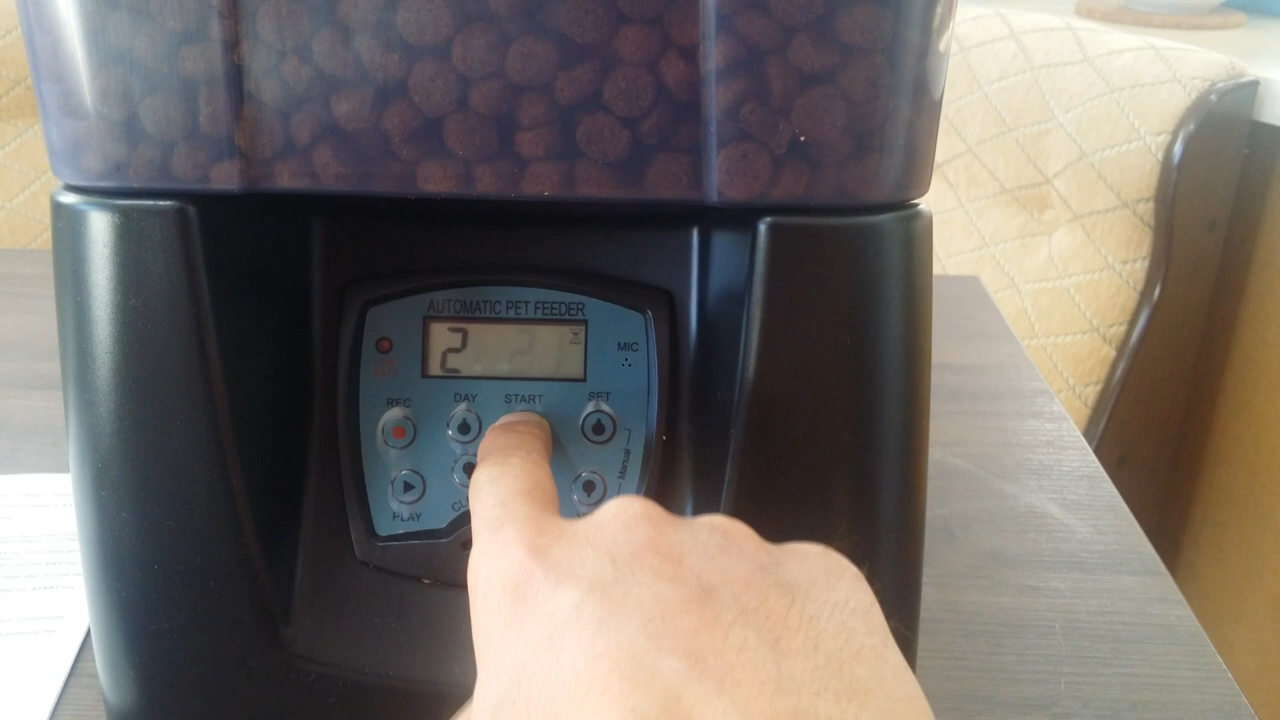 AUTOMATIC PET FEEDER
2
MIC
REC
DAY
START
SET
Manual
PLAY